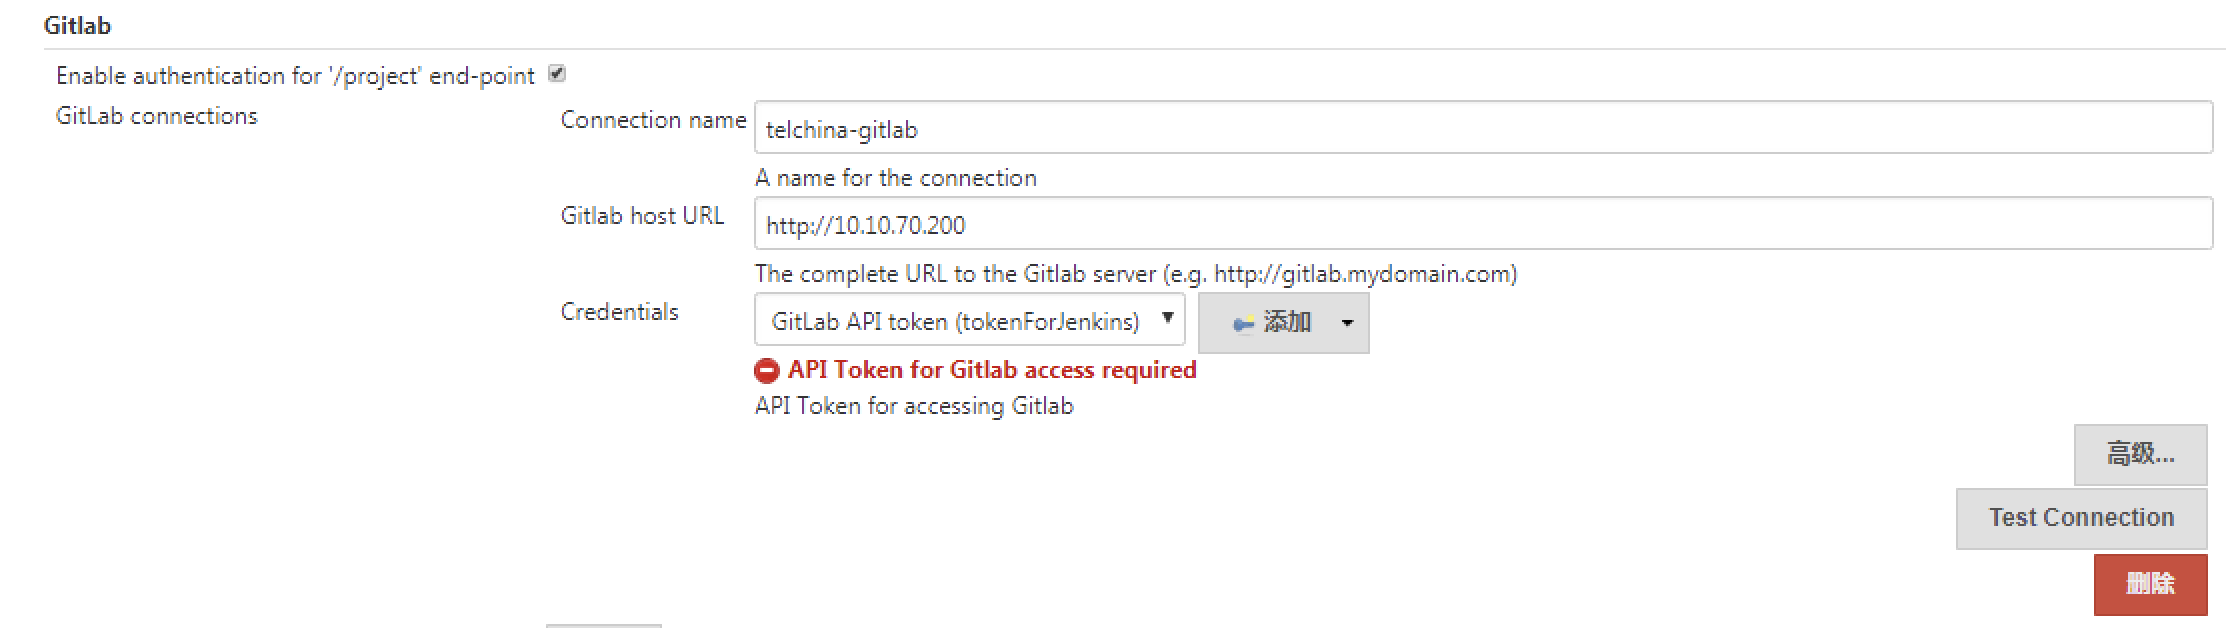 Gitlab
Enable authentication for '/project' end-point
GitLab connections
Connection name
telchina-gitlab
A name for the connection
Gitlab host URL
http://10.10.70.200
The complete URL to the Gitlab server (e.g. http://gitlab.mydomain.com)
Credentials
GitLab API token (tokenForJenkins)
添加
API Token for Gitlab access required
API Token for accessing Gitlab
高级...
Test Connection
删除